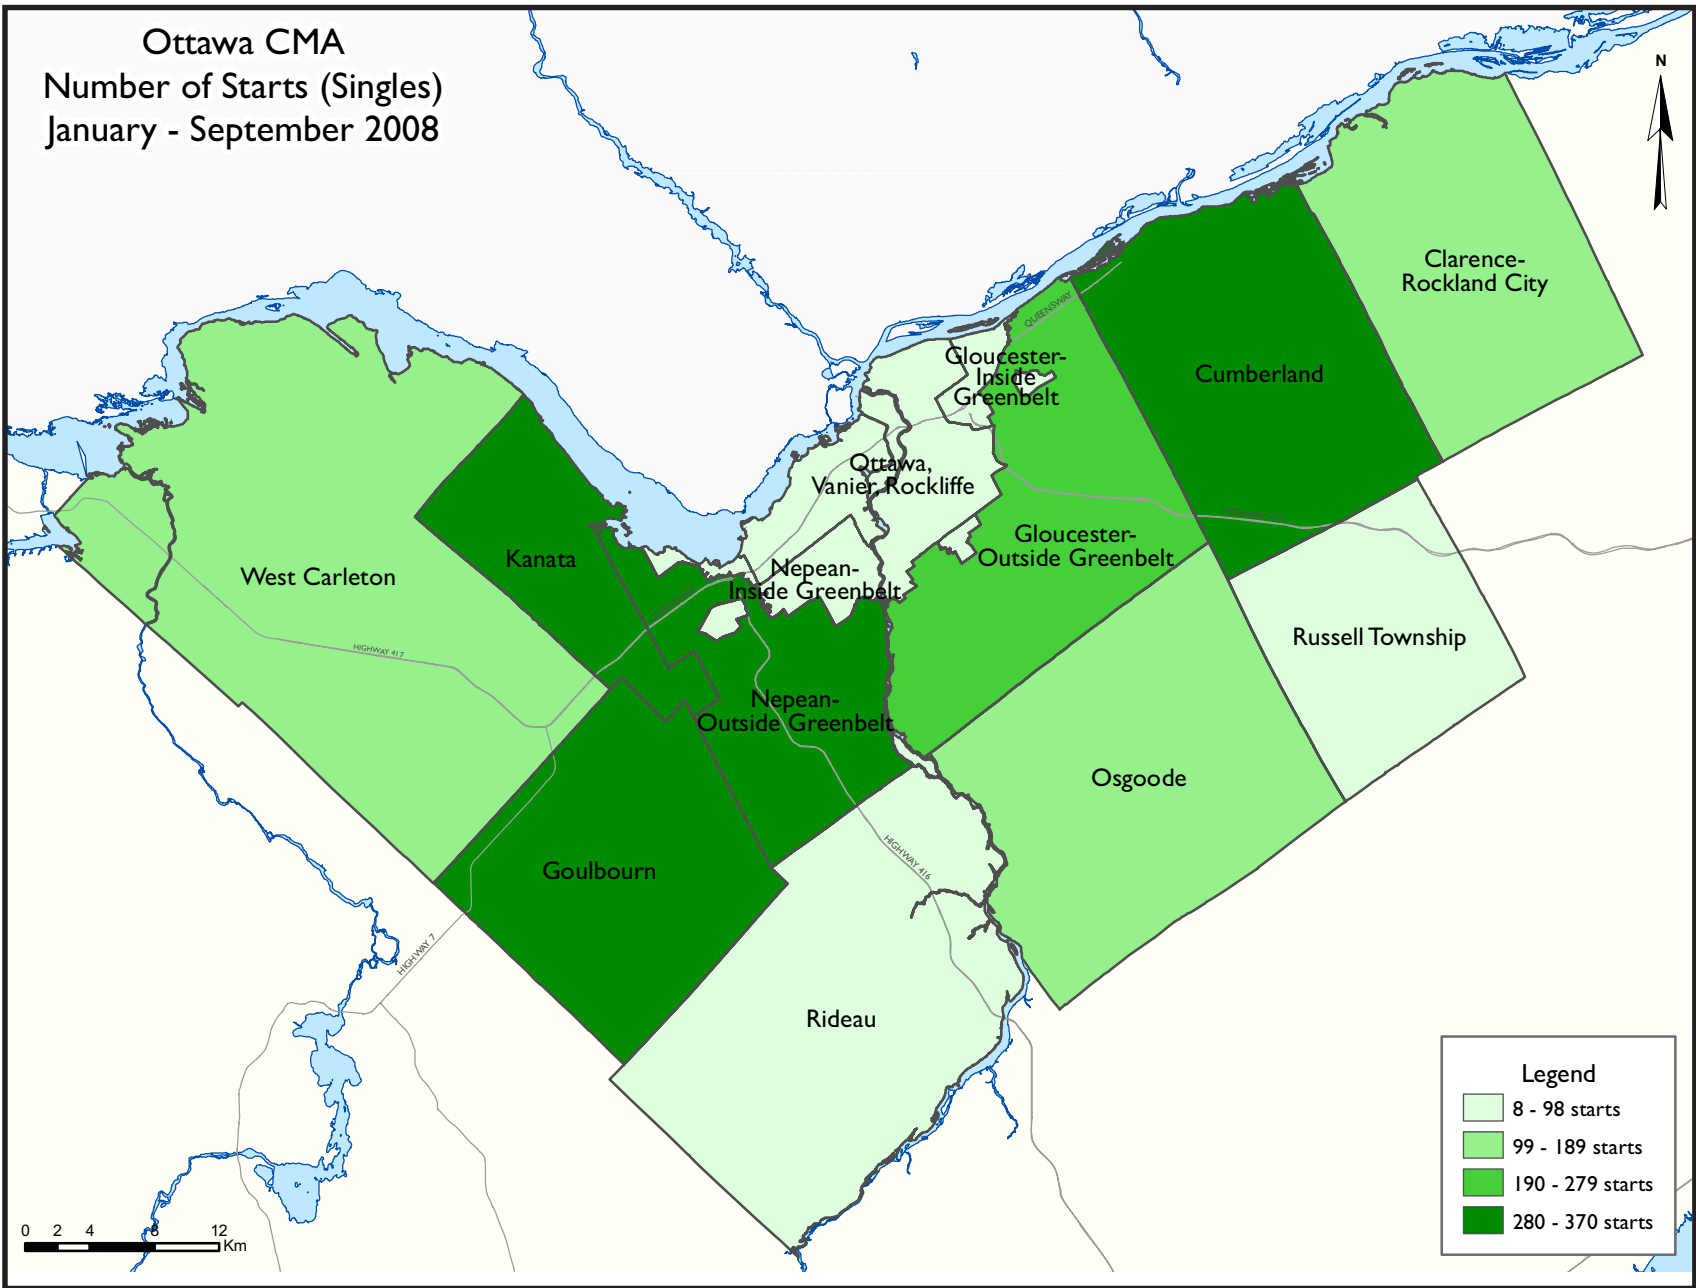 Ottawa CMA
Number of Starts (Singles)
January - September 2008
N
Clarence-
Rockland City
QUEENSWAY
Gloucester-
Inside
Greenbelt
Cumberland
Ottawa,
Vanier, Rockliffe
Gloucester-
Outside Greenbelt
Kanata
West Carleton
Nepean-
Inside Greenbelt
Russell Township
HIGHWAY 417
Nepean-
Outside Greenbelt
Osgoode
Goulbourn
HIGHWAY 416
HIGHWAY 7
Rideau
Legend
8 - 98 starts
99 - 189 starts
190 - 279 starts
280 - 370 starts
0 2 4 8 12
Km